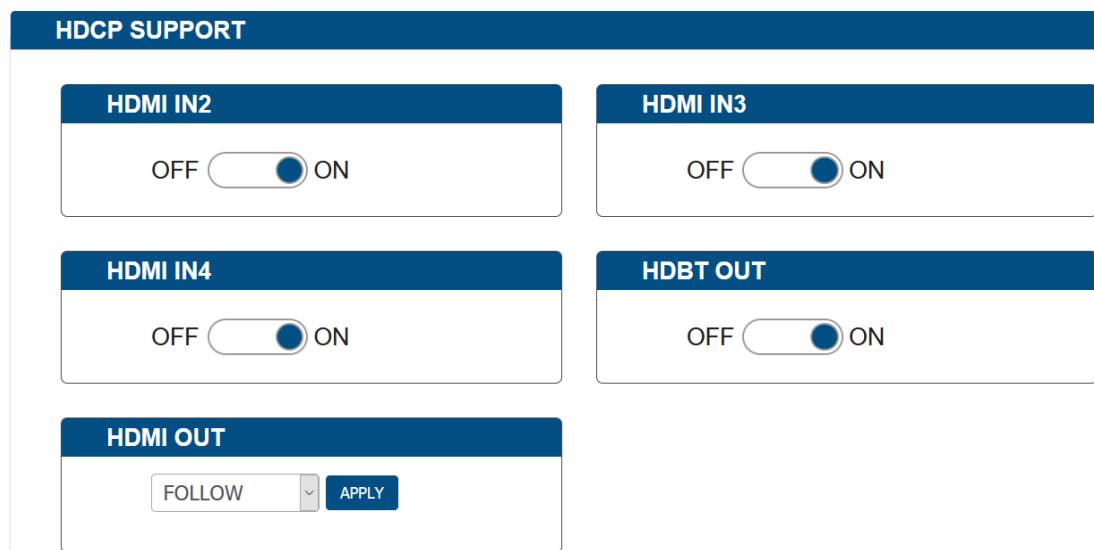 HDCP SUPPORT
HDMI IN2
OFF ON
HDMI IN3
OFF ON
HDMI IN4
OFF ON
HDBT OUT
OFF ON
HDMI OUT
FOLLOW APPLY